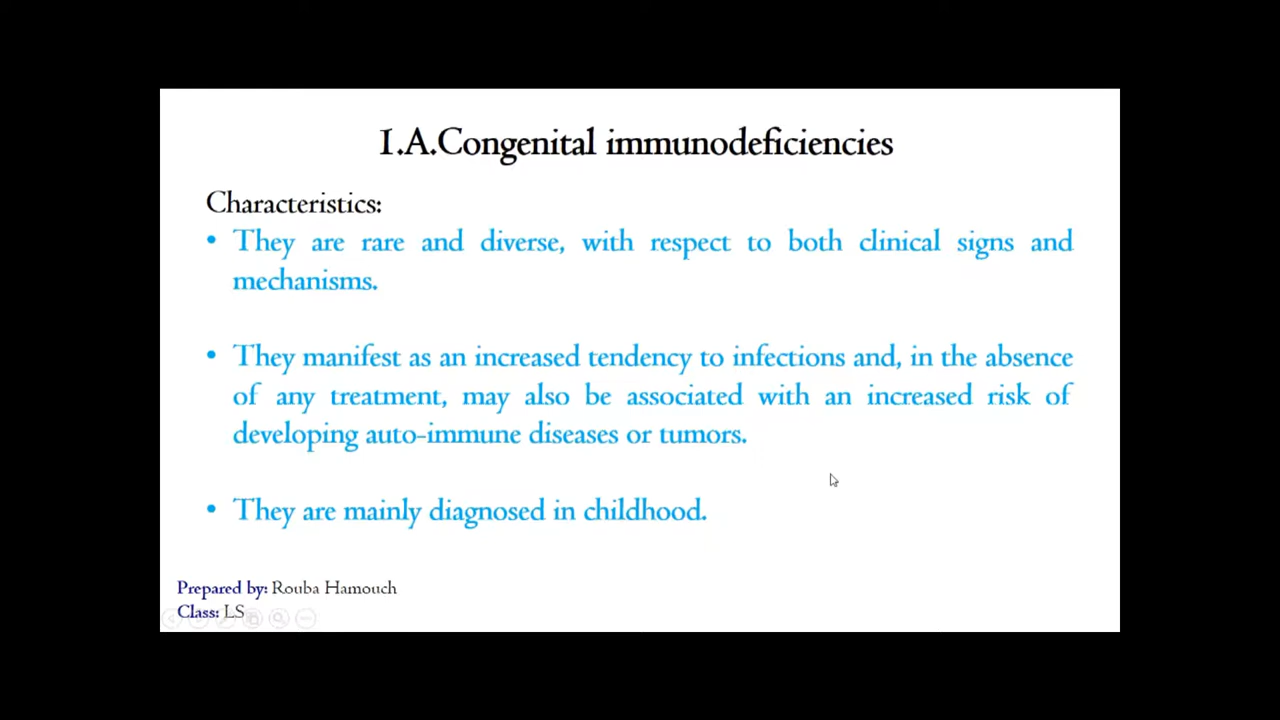 1.A.Congenital immunodeficiencies
Characteristics:
• They are rare and diverse, with respect to both clinical signs and
mechanisms.
• They manifest as an increased tendency to infections and, in the absence
of any treatment, may also be associated with an increased risk of
developing auto-immune diseases or tumors.
• They are mainly diagnosed in childhood.
Prepared by: Rouba Hamouch
Class: LS